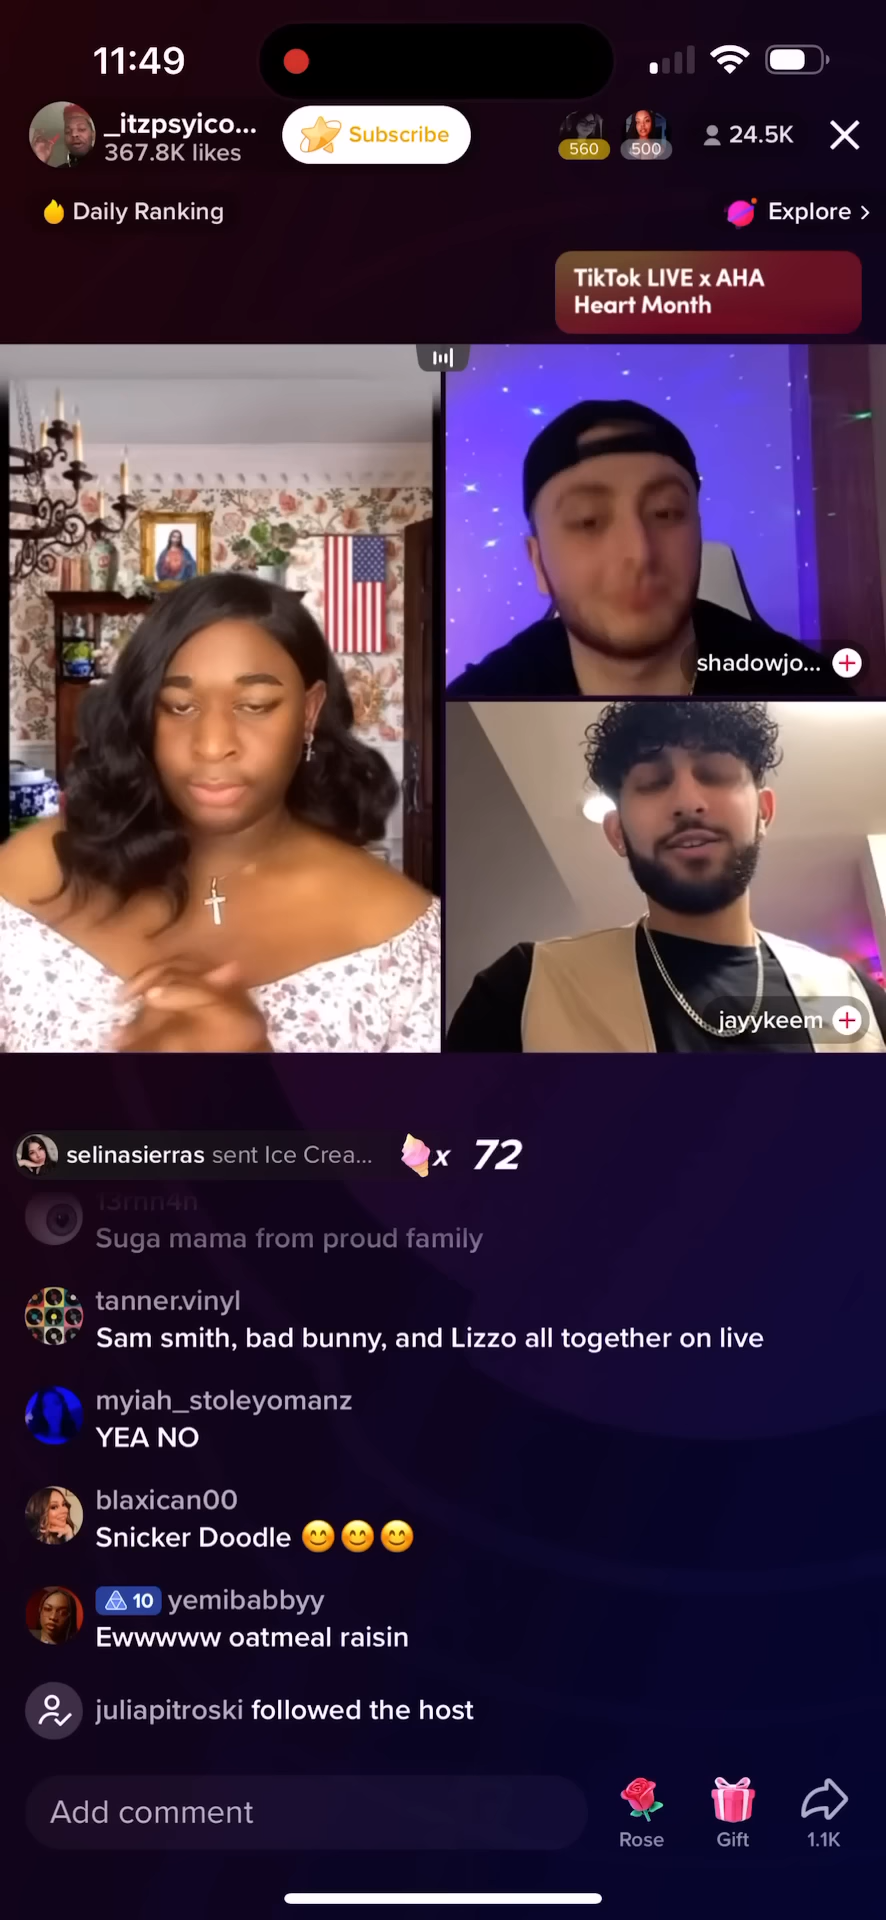 11:49
_itzpsyico...
367.8K likes
Subscribe
560
500
24.5K
Daily Ranking
Explore >
TikTok LIVE x AHA
Heart Month
shadowjo...
jayykeem
selinasierras sent Ice Crea...
x 72
13rnn4n
Suga mama from proud family
tanner.vinyl
Sam smith, bad bunny, and Lizzo all together on live
myiah_stoleyomanz
YEA NO
blaxican00
Snicker Doodle 😊😊😊
10 yemibabbyy
Ewwwww oatmeal raisin
juliapitroski followed the host
Add comment
Rose
Gift
1.1K